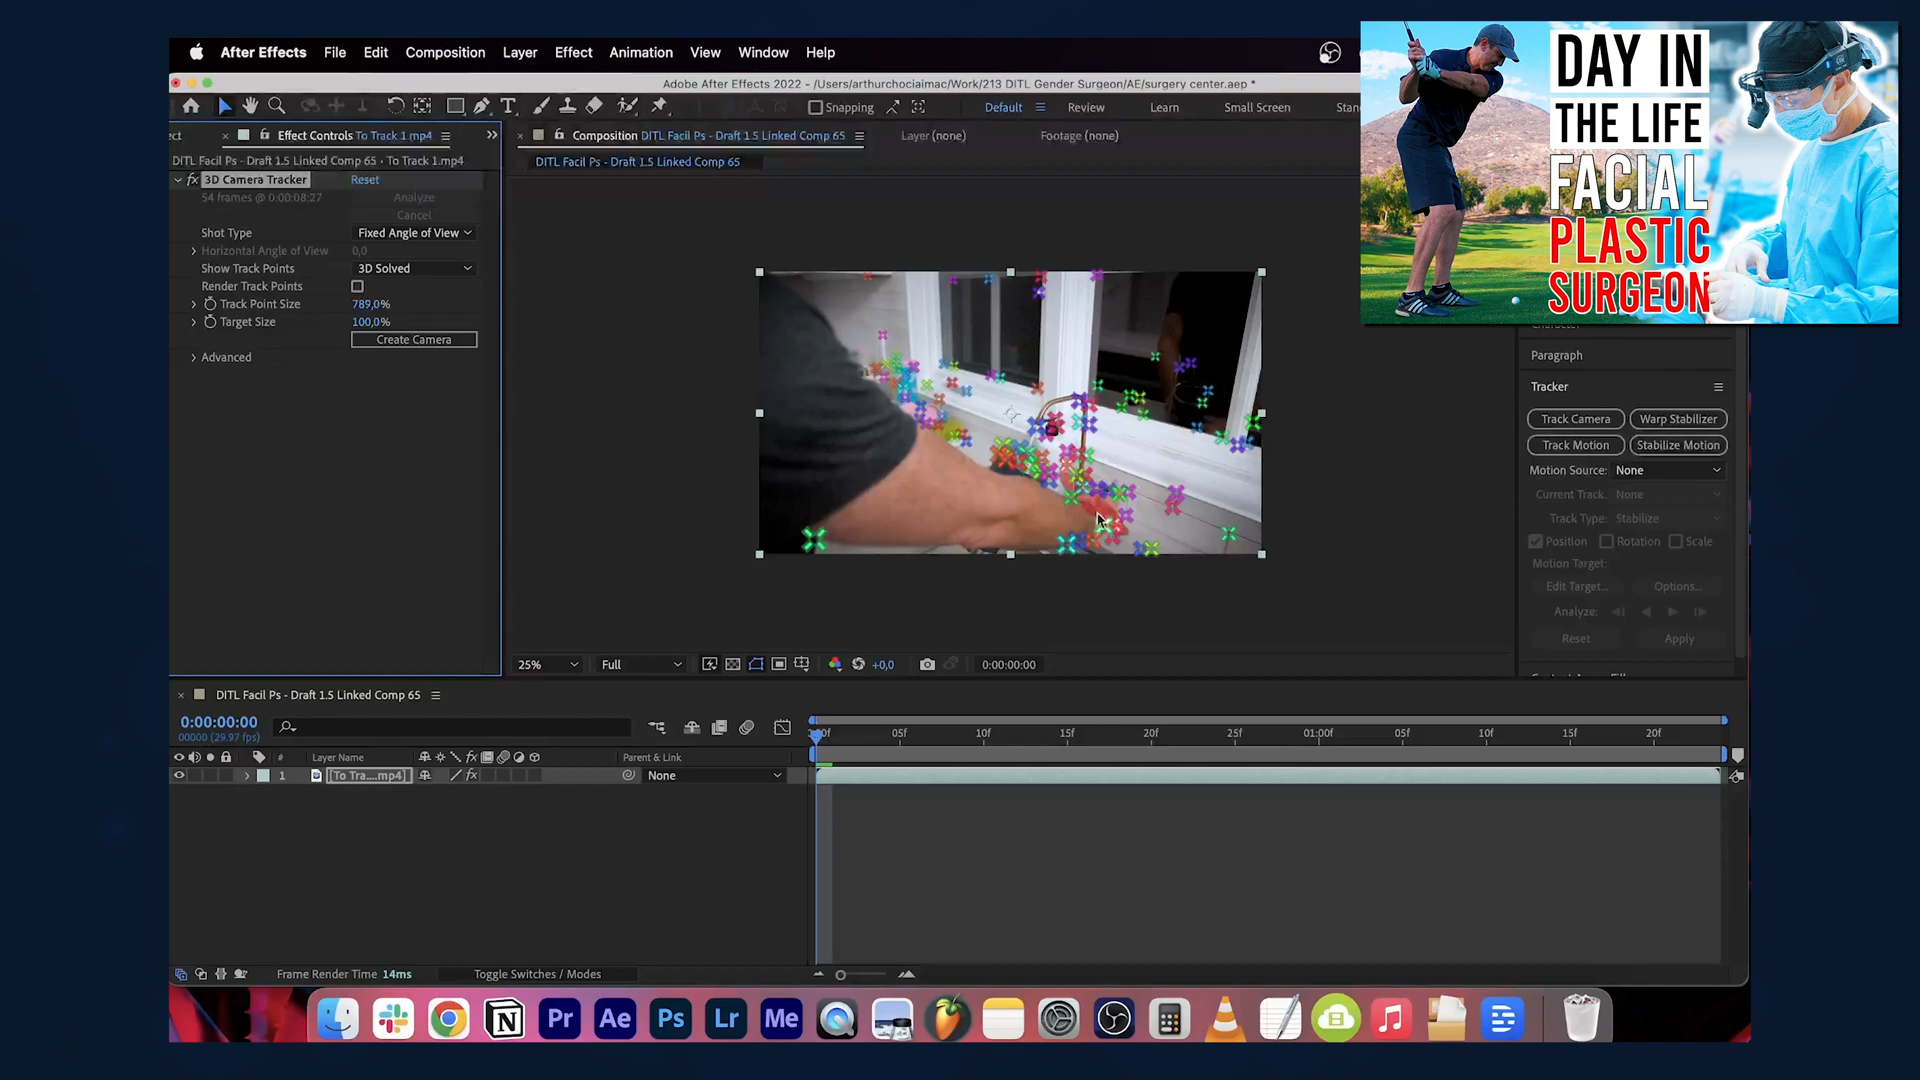 After Effects File Edit Composition Layer Effect Animation View Window Help
Adobe After Effects 2022 - /Users/arthurchociaimac/Work/213 DITL Gender Surgeon/AE/surgery center.aep *
Snapping Default Review Learn Small Screen Stan
Effect Controls To Track 1.mp4
Composition DITL Facil Ps - Draft 1.5 Linked Comp 65
Layer (none)
Footage (none)
DITL Facil Ps - Draft 1.5 Linked Comp 65 • To Track 1.mp4
DITL Facil Ps - Draft 1.5 Linked Comp 65
fx 3D Camera Tracker Reset
54 frames @ 0:00:08:27 Analyze
Cancel
Shot Type Fixed Angle of View
Horizontal Angle of View 0,0
Show Track Points 3D Solved
Render Track Points
Track Point Size 789,0%
Target Size 100,0%
Create Camera
Advanced
DAY IN
THE LIFE
FACIAL
PLASTIC
SURGEON
Paragraph
Tracker
Track Camera Warp Stabilizer
Track Motion Stabilize Motion
Motion Source: None
Current Track: None
Track Type: Stabilize
Position Rotation Scale
Motion Target:
Edit Target... Options...
Analyze:
Reset Apply
25% Full +0,0 0:00:00:00
DITL Facil Ps - Draft 1.5 Linked Comp 65
0:00:00:00
00000 (29.97 fps)
05f 10f 15f 20f 25f 01:00f 05f 10f 15f 20f
# Layer Name fx Parent & Link
1 [To Tra....mp4] fx None
Frame Render Time 14ms Toggle Switches / Modes
N Pr Ae Ps Lr Me